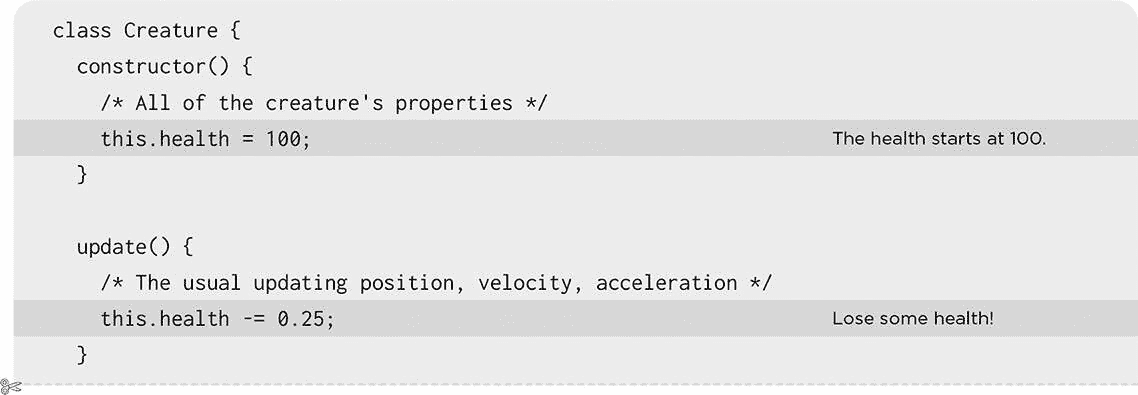 class Creature {
constructor() {
/* All of the creature's properties */
this.health = 100; The health starts at 100.
}
update() {
/* The usual updating position, velocity, acceleration */
this.health -= 0.25; Lose some health!
}